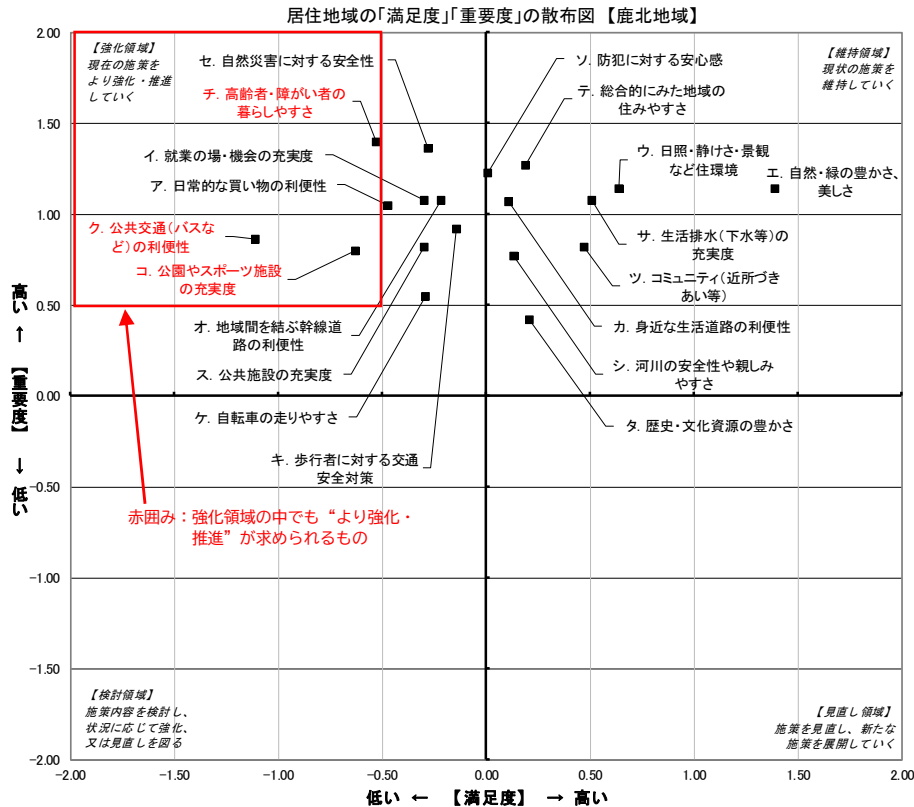 居住地域の「満足度」「重要度」の散布図 【鹿北地域】
2.00
1.50
1.00
0.50
0.00
-0.50
-1.00
-1.50
-2.00
高い ← 【重要度】 → 低い
【強化領域】
現在の施策を
より強化・推進
していく
【維持領域】
現状の施策を
維持していく
セ. 自然災害に対する安全性
チ. 高齢者・障がい者の
暮らしやすさ
イ. 就業の場・機会の充実度
ア. 日常的な買い物の利便性
ク. 公共交通(バスな
ど)の利便性
コ. 公園やスポーツ施設
の充実度
オ. 地域間を結ぶ幹線道
路の利便性
ス. 公共施設の充実度
ケ. 自転車の走りやすさ
キ. 歩行者に対する交通
安全対策
ソ. 防犯に対する安心感
テ. 総合的にみた地域の
住みやすさ
ウ. 日照・静けさ・景観
など住環境
エ. 自然・緑の豊かさ、
美しさ
サ. 生活排水(下水等)の
充実度
ツ. コミュニティ(近所づき
あい等)
カ. 身近な生活道路の利便性
シ. 河川の安全性や親しみ
やすさ
タ. 歴史・文化資源の豊かさ
赤囲み：強化領域の中でも“より強化・
推進”が求められるもの
【検討領域】
施策内容を検討し、
状況に応じて強化、
又は見直しを図る
【見直し領域】
施策を見直し、新たな
施策を展開していく
-2.00 -1.50 -1.00 -0.50 0.00 0.50 1.00 1.50 2.00
低い ← 【満足度】 → 高い